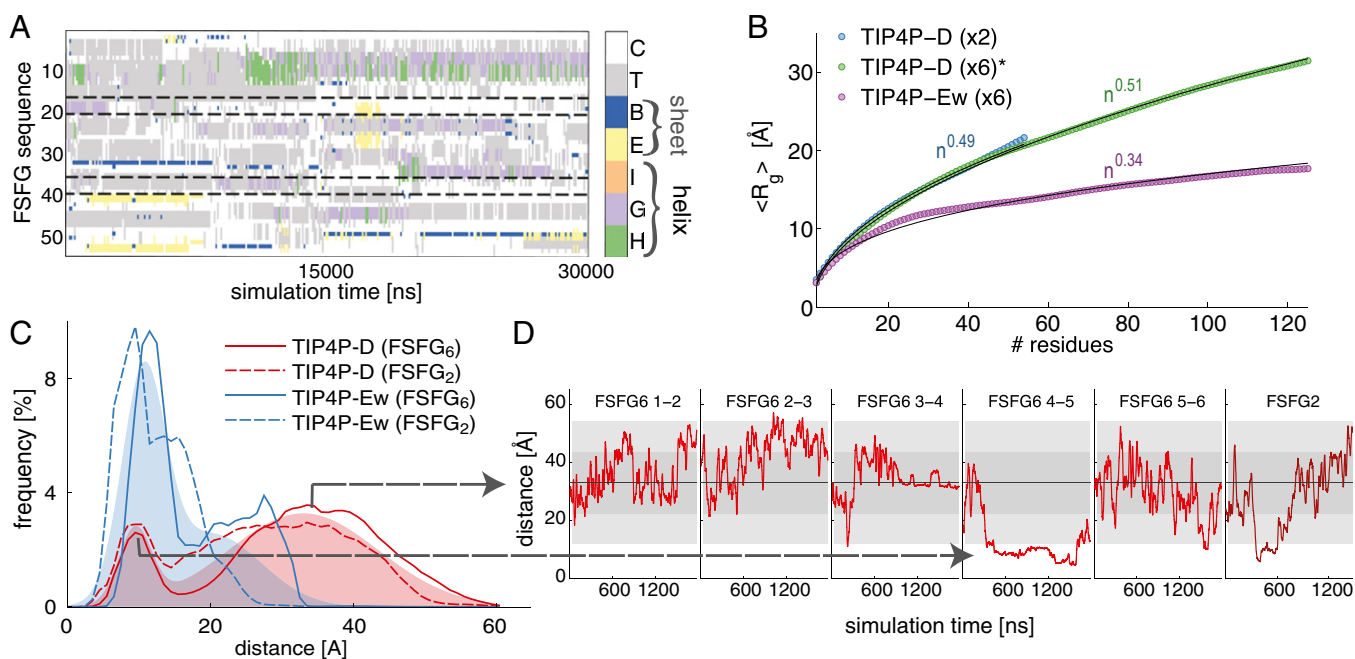 A
FSFG sequence
10
20
30
40
50
15000
30000
simulation time [ns]
C
T
B
E
I
G
H
sheet
helix
B
TIP4P–D (x2)
TIP4P–D (x6)*
TIP4P–Ew (x6)
n^0.51
n^0.49
n^0.34
<R_g> [Å]
30
20
10
0
20
40
60
80
100
120
# residues
C
TIP4P-D (FSFG₆)
TIP4P-D (FSFG₂)
TIP4P-Ew (FSFG₆)
TIP4P-Ew (FSFG₂)
frequency [%]
8
4
0
0
20
40
60
distance [A]
D
FSFG6 1–2
FSFG6 2–3
FSFG6 3–4
FSFG6 4–5
FSFG6 5–6
FSFG2
distance [Å]
60
40
20
0
600 1200
600 1200
600 1200
600 1200
600 1200
600 1200
simulation time [ns]